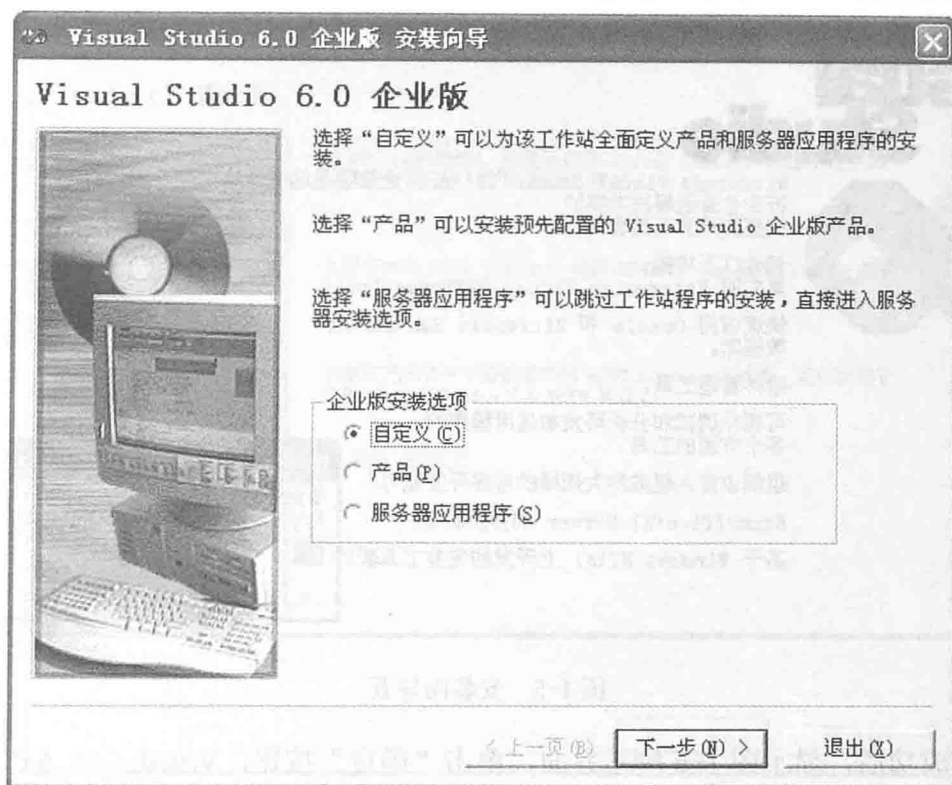 Visual Studio 6.0 企业版 安装向导
Visual Studio 6.0 企业版
选择“自定义”可以为该工作站全面定义产品和服务器应用程序的安
装。
选择“产品”可以安装预先配置的 Visual Studio 企业版产品。
选择“服务器应用程序”可以跳过工作站程序的安装，直接进入服务
器安装选项。
企业版安装选项
自定义(C)
产品(P)
服务器应用程序(S)
< 上一页(B)
下一步(N) >
退出(X)